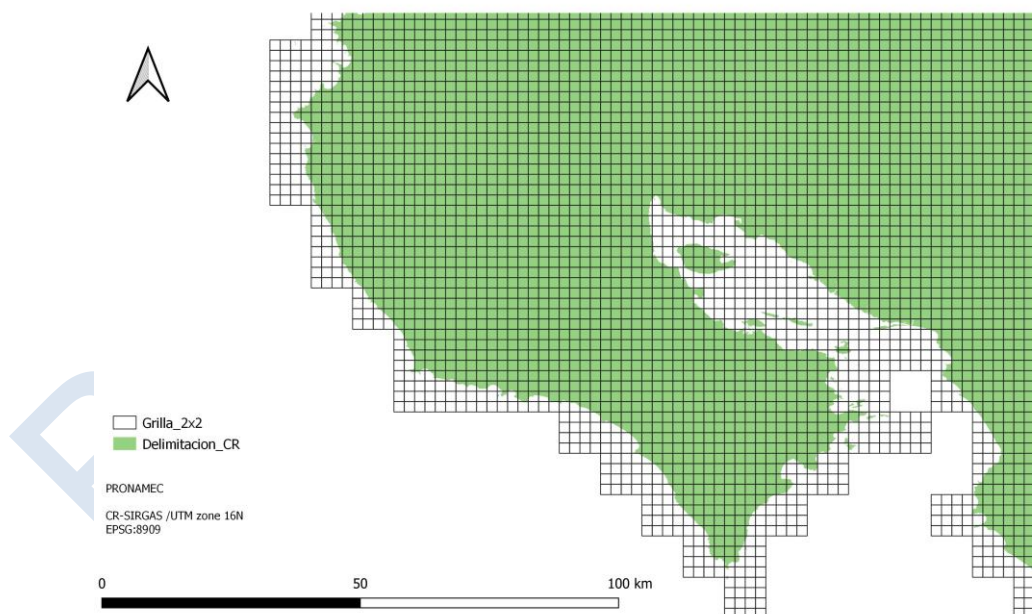 Grilla_2x2
Delimitacion_CR
PRONAMEC
CR-SIRGAS /UTM zone 16N
EPSG:8909
0 50 100 km